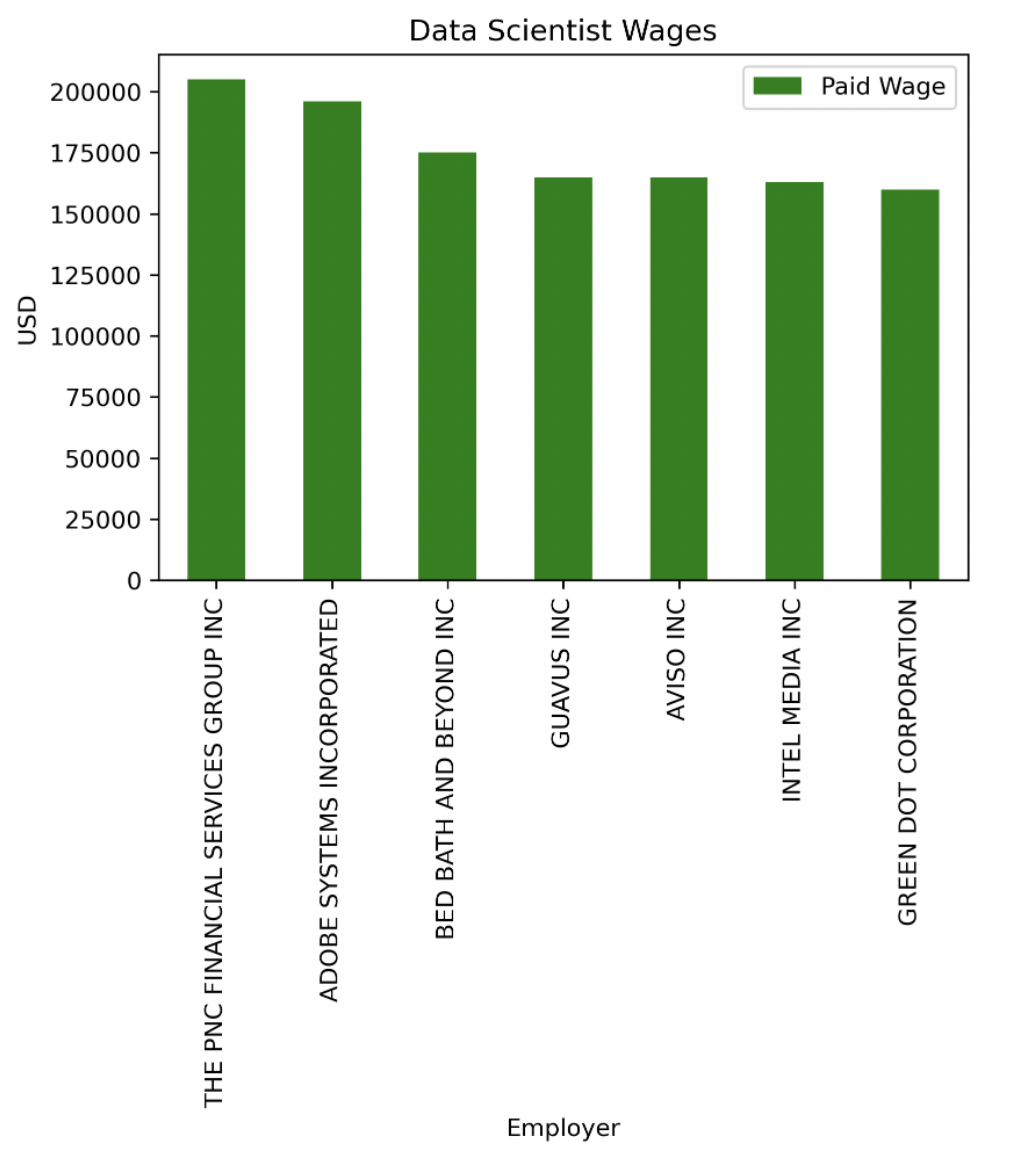 Data Scientist Wages
Paid Wage
USD
200000
175000
150000
125000
100000
75000
50000
25000
0
THE PNC FINANCIAL SERVICES GROUP INC
ADOBE SYSTEMS INCORPORATED
BED BATH AND BEYOND INC
GUAVUS INC
AVISO INC
INTEL MEDIA INC
GREEN DOT CORPORATION
Employer